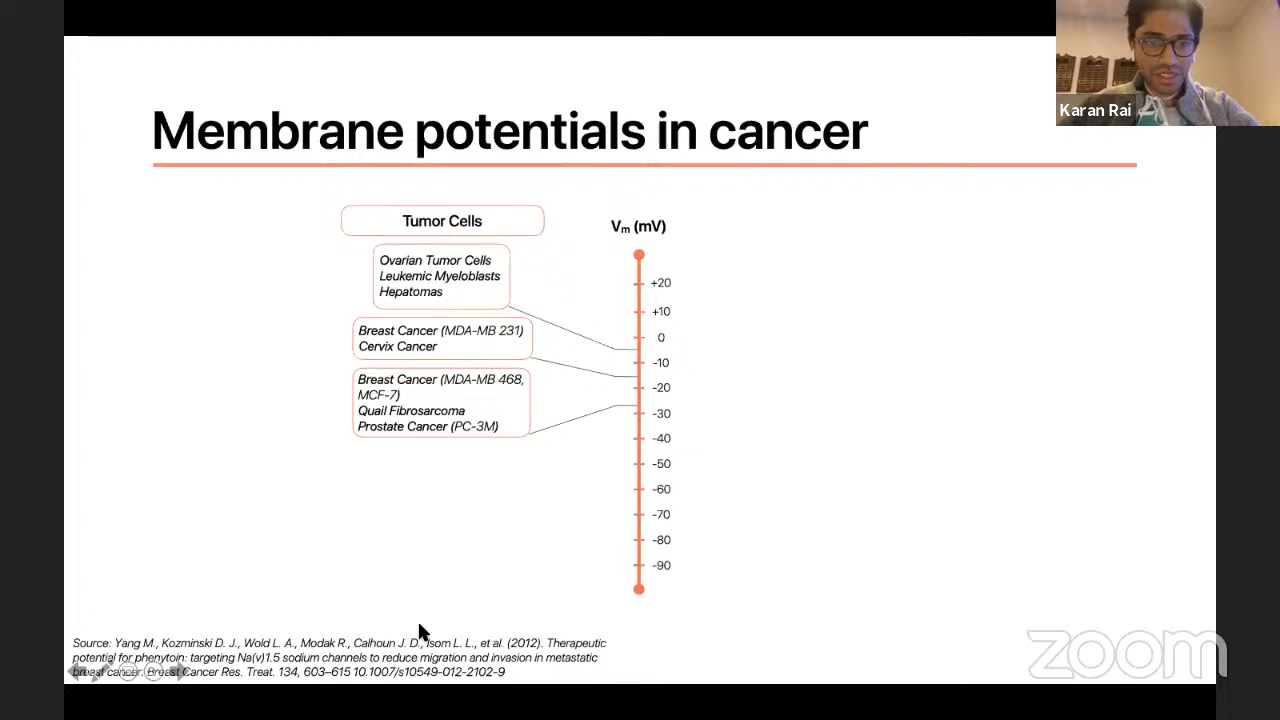 Karan Rai
Membrane potentials in cancer
Tumor Cells
Vm (mV)
Ovarian Tumor Cells
Leukemic Myeloblasts
Hepatomas
Breast Cancer (MDA-MB 231)
Cervix Cancer
Breast Cancer (MDA-MB 468,
MCF-7)
Quail Fibrosarcoma
Prostate Cancer (PC-3M)
+20
+10
0
-10
-20
-30
-40
-50
-60
-70
-80
-90
Source: Yang M., Kozminski D. J., Wold L. A., Modak R., Calhoun J. D., Isom L. L., et al. (2012). Therapeutic
potential for phenytoin: targeting Na(v)1.5 sodium channels to reduce migration and invasion in metastatic
breast cancer. Breast Cancer Res. Treat. 134, 603–615 10.1007/s10549-012-2102-9
zoom